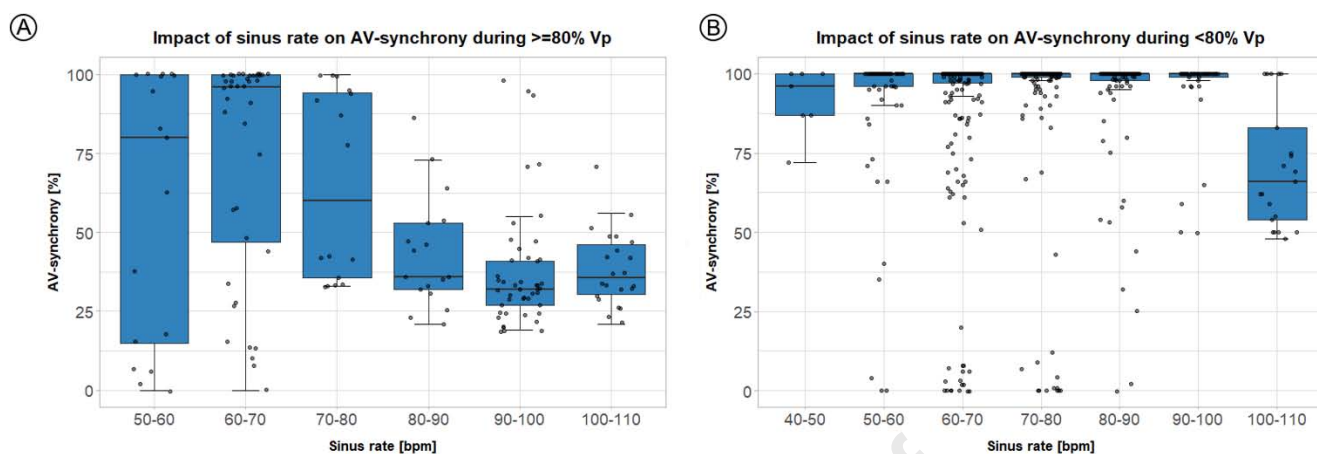 A
Impact of sinus rate on AV-synchrony during >=80% Vp
AV-synchrony [%]
100
75
50
25
0
50-60 60-70 70-80 80-90 90-100 100-110
Sinus rate [bpm]
B
Impact of sinus rate on AV-synchrony during <80% Vp
AV-synchrony [%]
100
75
50
25
0
40-50 50-60 60-70 70-80 80-90 90-100 100-110
Sinus rate [bpm]